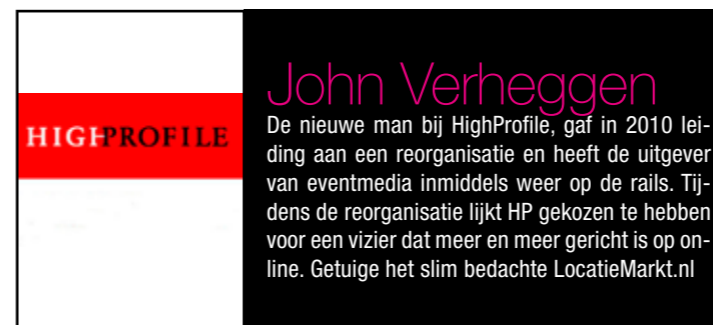 HIGHPROFILE
John Verheggen
De nieuwe man bij HighProfile, gaf in 2010 lei-
ding aan een reorganisatie en heeft de uitgever
van eventmedia inmiddels weer op de rails. Tij-
dens de reorganisatie lijkt HP gekozen te hebben
voor een vizier dat meer en meer gericht is op on-
line. Getuige het slim bedachte LocatieMarkt.nl